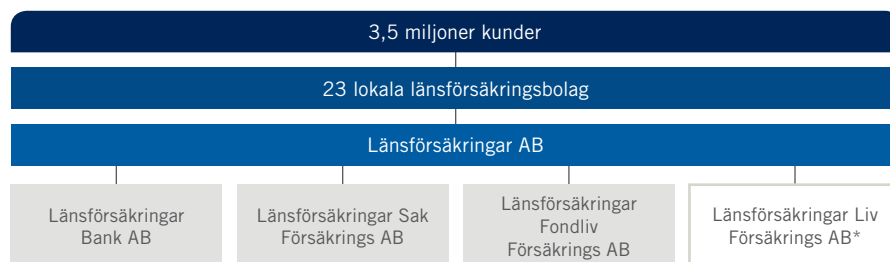 3,5 miljoner kunder
23 lokala länsförsäkringsbolag
Länsförsäkringar AB
Länsförsäkringar
Bank AB
Länsförsäkringar Sak
Försäkrings AB
Länsförsäkringar
Fondliv
Försäkrings AB
Länsförsäkringar Liv
Försäkrings AB*